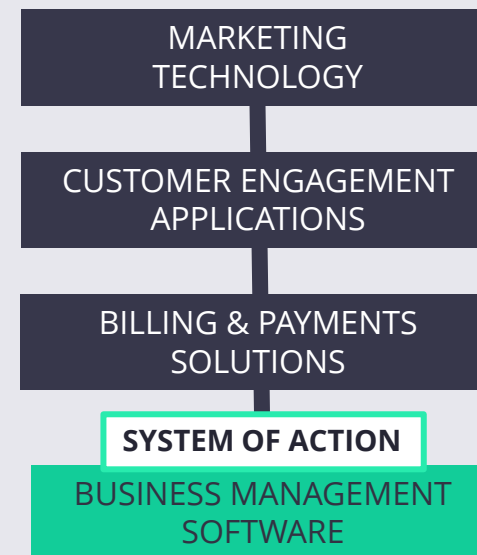 MARKETING
TECHNOLOGY
CUSTOMER ENGAGEMENT
APPLICATIONS
BILLING & PAYMENTS
SOLUTIONS
SYSTEM OF ACTION
BUSINESS MANAGEMENT
SOFTWARE